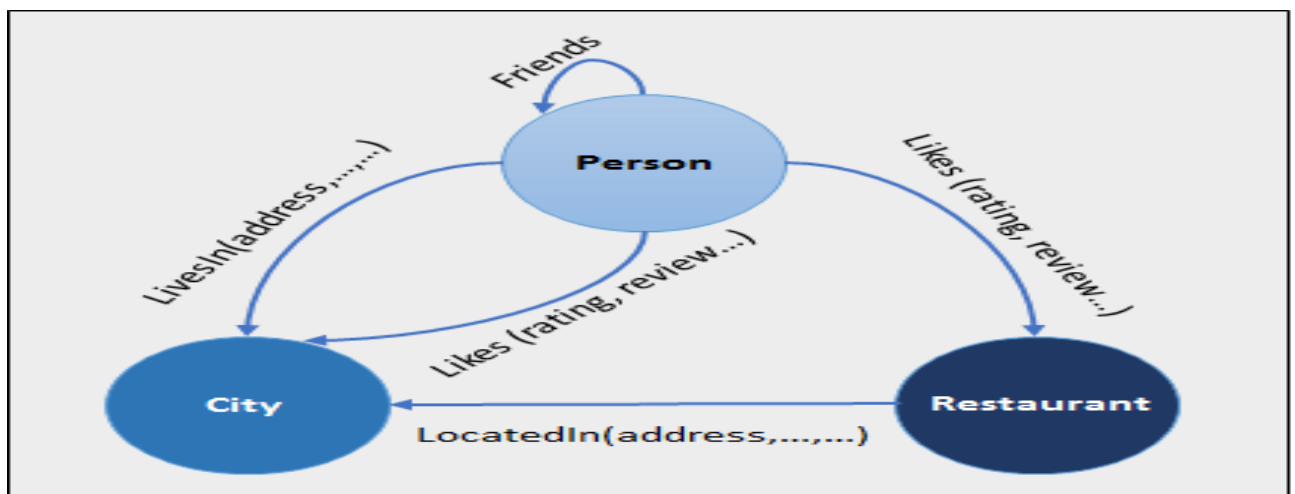 Friends
Person
LivesIn(address,...,...)
Likes (rating, review...)
Likes (rating, review...)
City
Restaurant
LocatedIn(address,...,...)